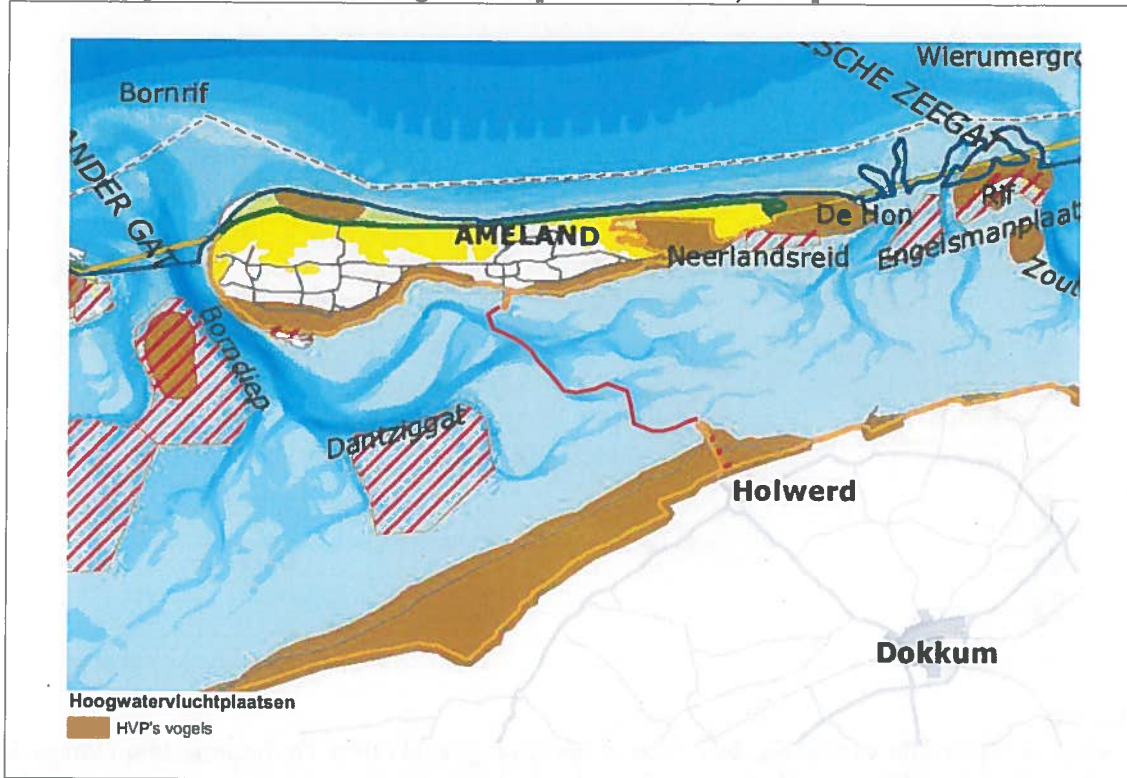 Bornrif
Wierumergro
SCHE ZEEGAT
ANDER GAT
AMELAND
De Hon
Rif
Neerlandsreid
Engelsmanplaat
Zout
Borndiep
Dantziggat
Holwerd
Dokkum
Hoogwatervluchtplaatsen
HVP's vogels